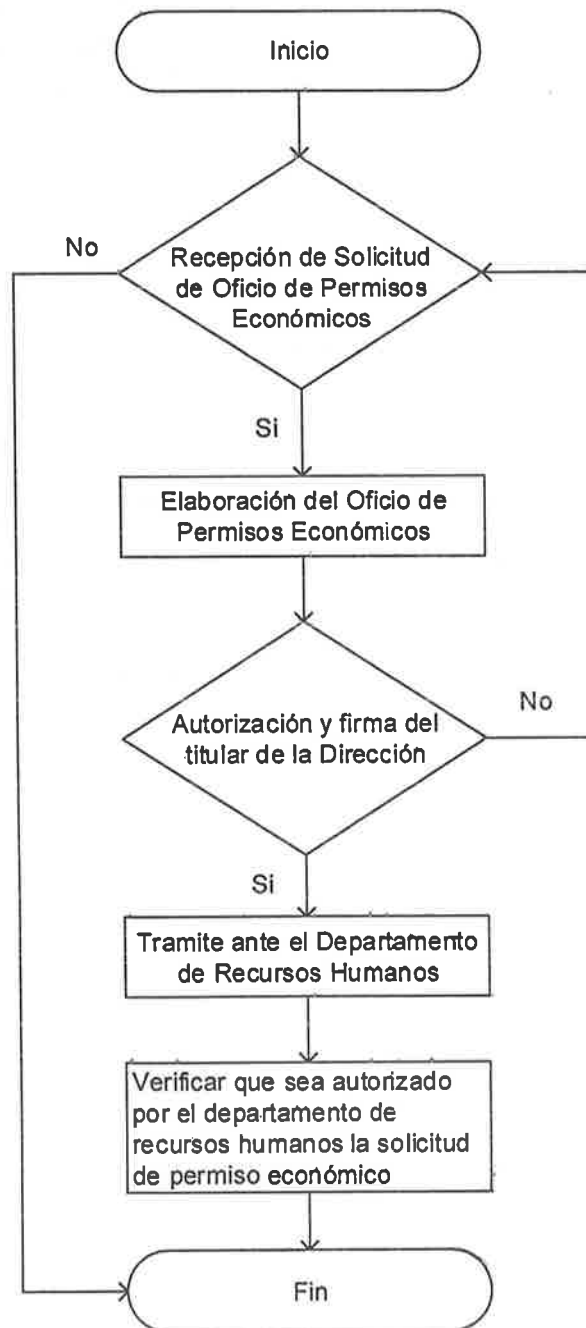 Inicio
No
Recepción de Solicitud
de Oficio de Permisos
Económicos
Si
Elaboración del Oficio de
Permisos Económicos
No
Autorización y firma del
titular de la Dirección
Si
Tramite ante el Departamento
de Recursos Humanos
Verificar que sea autorizado
por el departamento de
recursos humanos la solicitud
de permiso económico
Fin